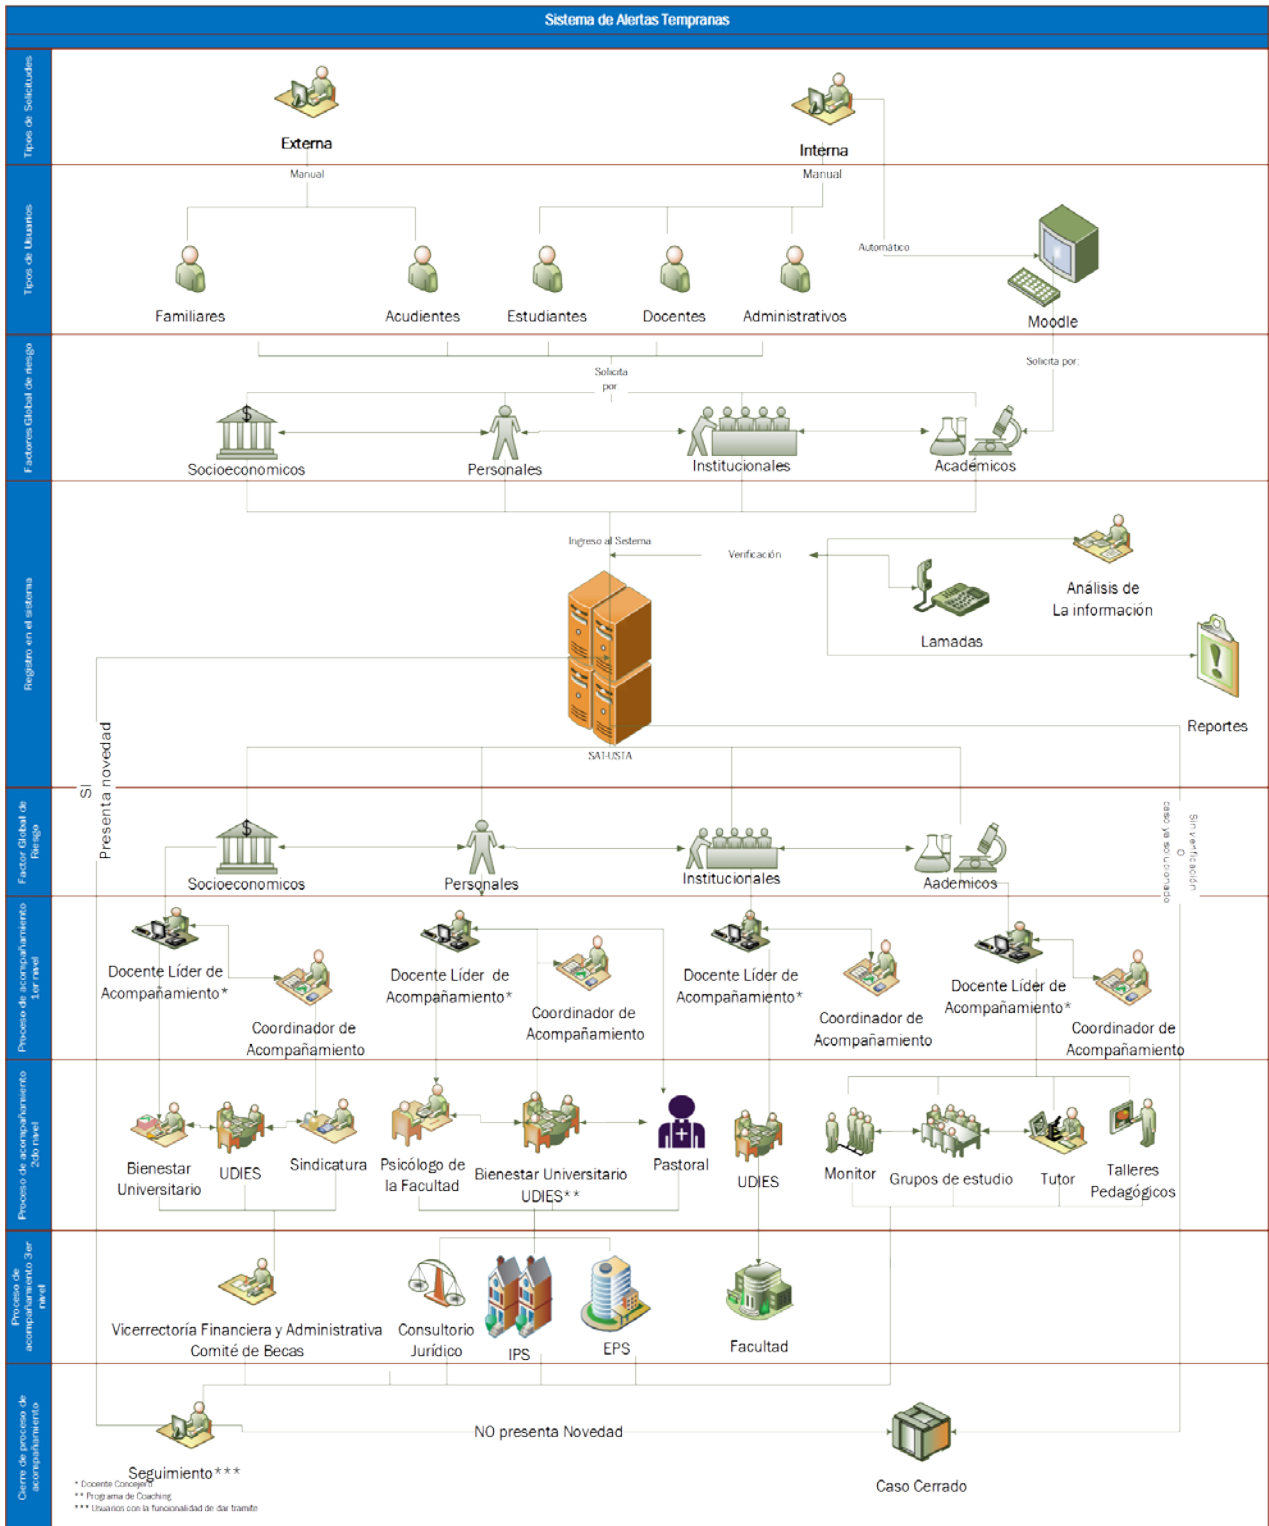 Sistema de Alertas Tempranas
Tipos de Solicitudes
Externa
Interna
Tipos de Usuarios
Manual
Manual
Automático
Familiares
Acudientes
Estudiantes
Docentes
Administrativos
Moodle
Factores Global de riesgo
Solicita
por
Solicita por:
Socioeconomicos
Personales
Institucionales
Académicos
Registro en el sistema
Ingreso al Sistema
Verificación
Análisis de
La información
Lamadas
Reportes
SAT-USTA
SI
Presenta novedad
Sin verificación
O
caso ya solucionado
Factor Global de
Riesgo
Socioeconomicos
Personales
Institucionales
Aademicos
Proceso de acompañamiento
1er nivel
Docente Líder de
Acompañamiento*
Coordinador de
Acompañamiento
Docente Líder de
Acompañamiento*
Coordinador de
Acompañamiento
Docente Líder de
Acompañamiento*
Coordinador de
Acompañamiento
Docente Líder de
Acompañamiento*
Coordinador de
Acompañamiento
Proceso de acompañamiento
2do nivel
Bienestar
Universitario
UDIES
Sindicatura
Psicólogo de
la Facultad
Bienestar Universitario
UDIES**
Pastoral
UDIES
Monitor
Grupos de estudio
Tutor
Talleres
Pedagógicos
Proceso de
acompañamiento 3er
nivel
Vicerrectoría Financiera y Administrativa
Comité de Becas
Consultorio
Jurídico
IPS
EPS
Facultad
Cierre de proceso de
acompañamiento
Seguimiento***
NO presenta Novedad
Caso Cerrado
* Docente Concejero
** Programa de Coaching
*** Usuarios con la funcionalidad de dar tramite